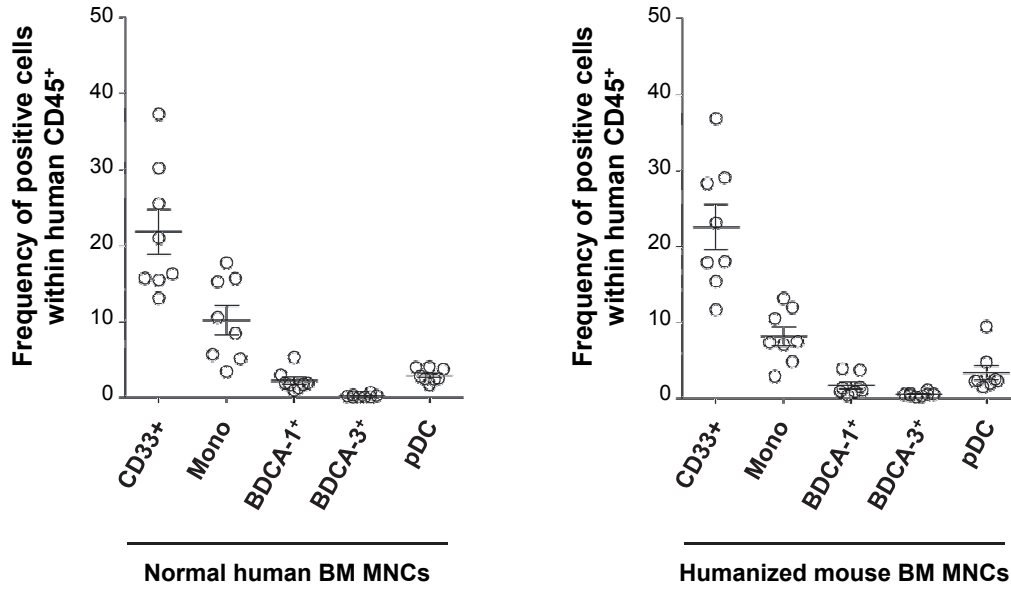 Frequency of positive cells
within human CD45⁺
50
40
30
20
10
0
CD33+
Mono
BDCA-1⁺
BDCA-3⁺
pDC
Normal human BM MNCs
Frequency of positive cells
within human CD45⁺
50
40
30
20
10
0
CD33+
Mono
BDCA-1⁺
BDCA-3⁺
pDC
Humanized mouse BM MNCs